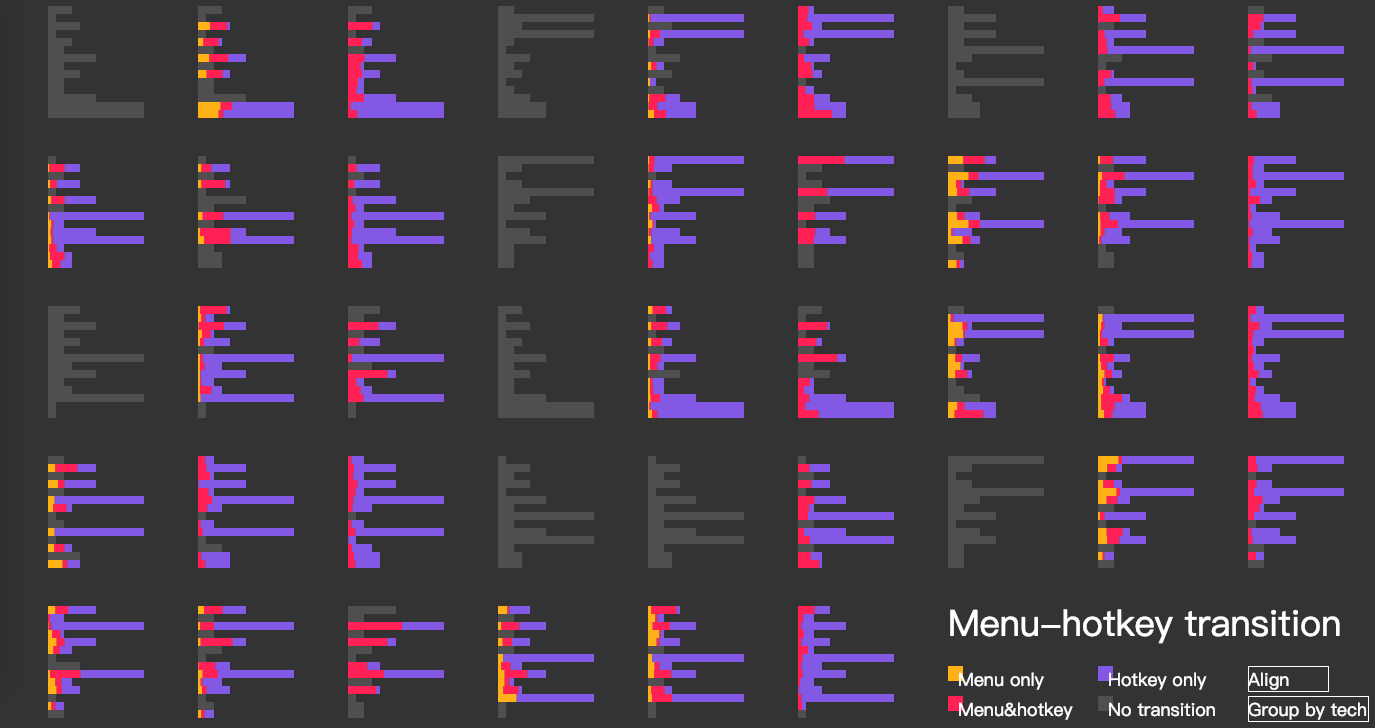 Menu–hotkey transition
Menu only
Hotkey only
Align
Menu&hotkey
No transition
Group by tech